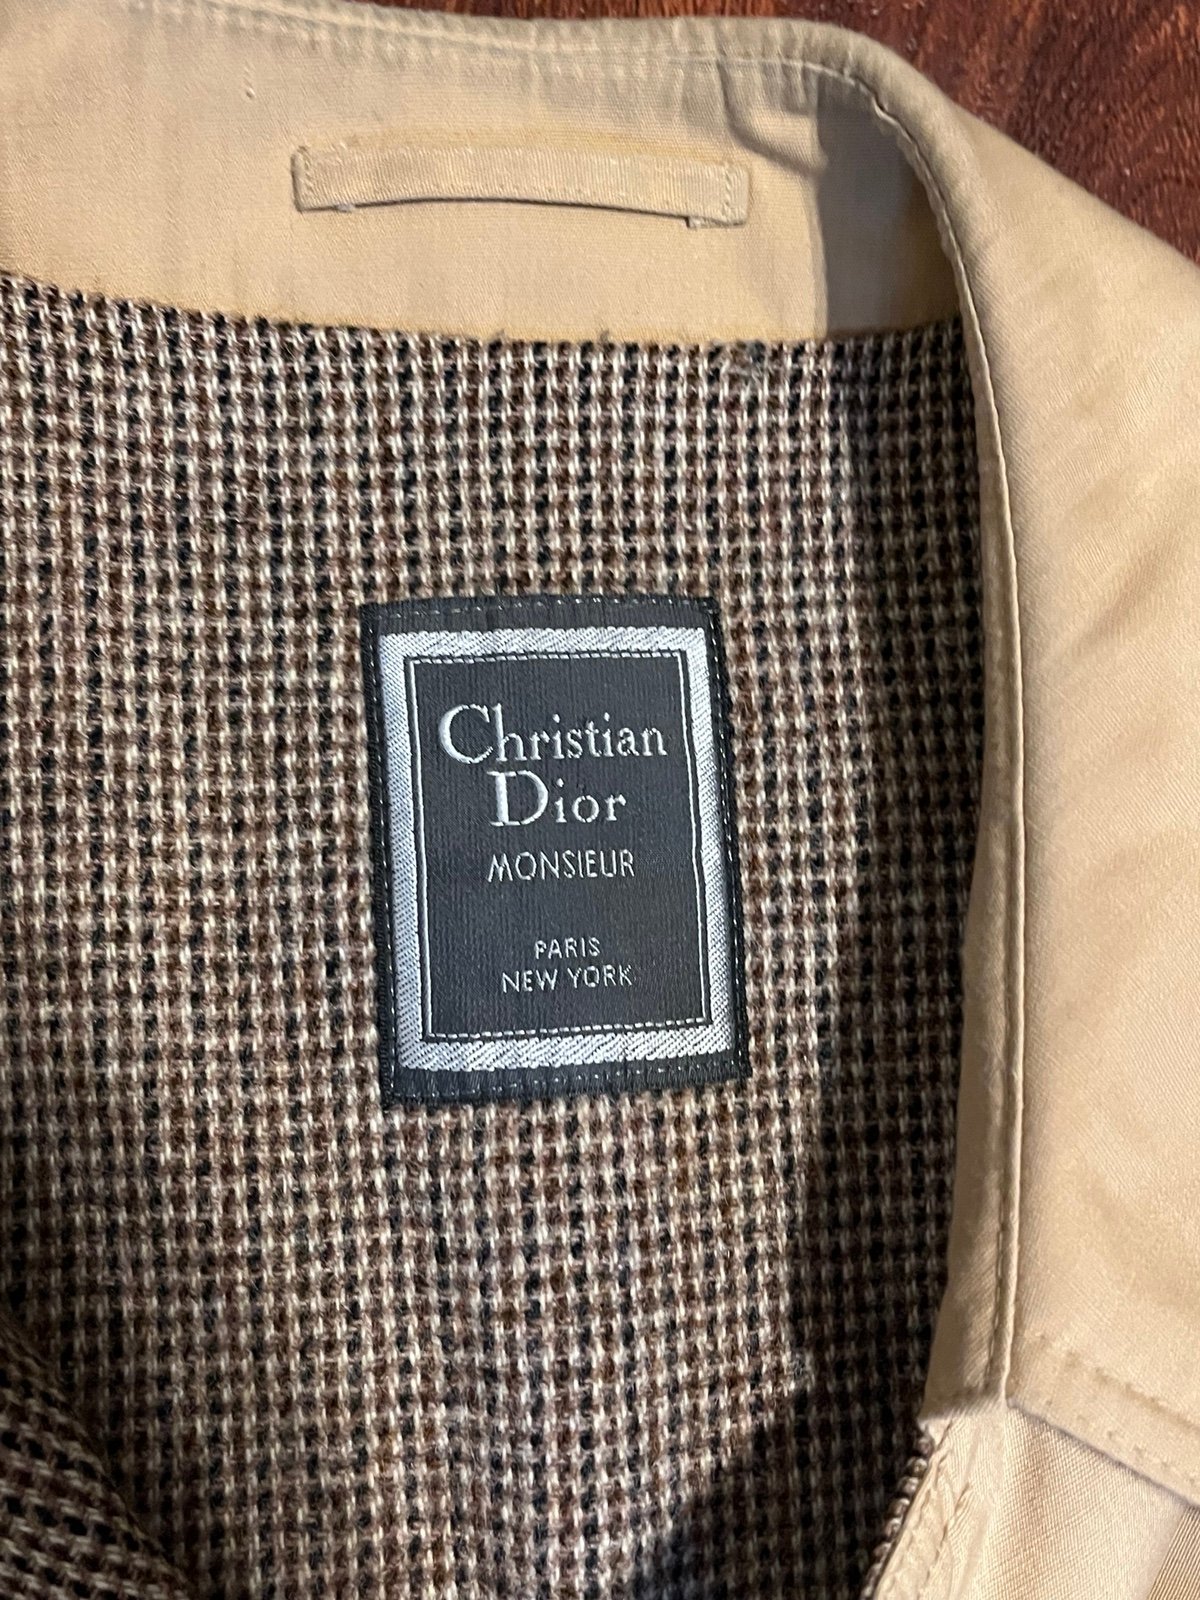 Christian
Dior
MONSIEUR
PARIS
NEW YORK